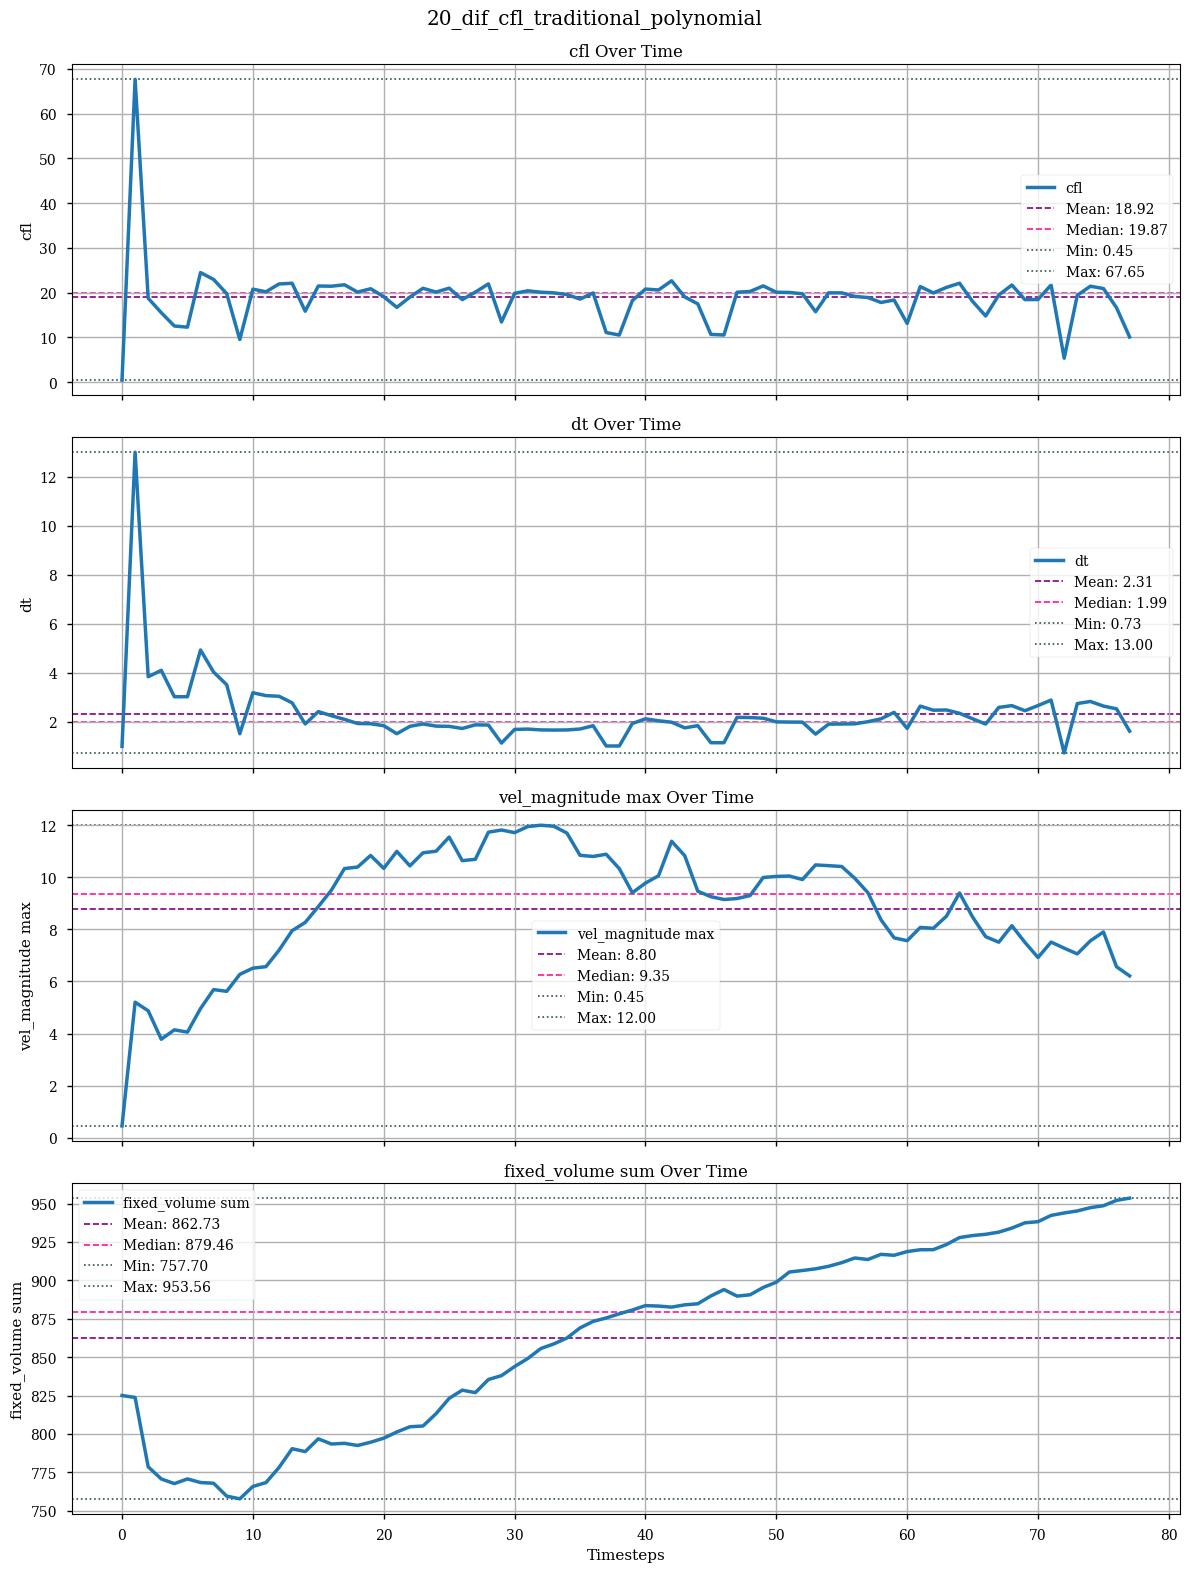 20_dif_cfl_traditional_polynomial
cfl Over Time
70
60
50
40
30
20
10
0
cfl
cfl
Mean: 18.92
Median: 19.87
Min: 0.45
Max: 67.65
dt Over Time
12
10
8
6
4
2
dt
dt
Mean: 2.31
Median: 1.99
Min: 0.73
Max: 13.00
vel_magnitude max Over Time
12
10
8
6
4
2
0
vel_magnitude max
vel_magnitude max
Mean: 8.80
Median: 9.35
Min: 0.45
Max: 12.00
fixed_volume sum Over Time
950
925
900
875
850
825
800
775
750
fixed_volume sum
fixed_volume sum
Mean: 862.73
Median: 879.46
Min: 757.70
Max: 953.56
0 10 20 30 40 50 60 70 80
Timesteps